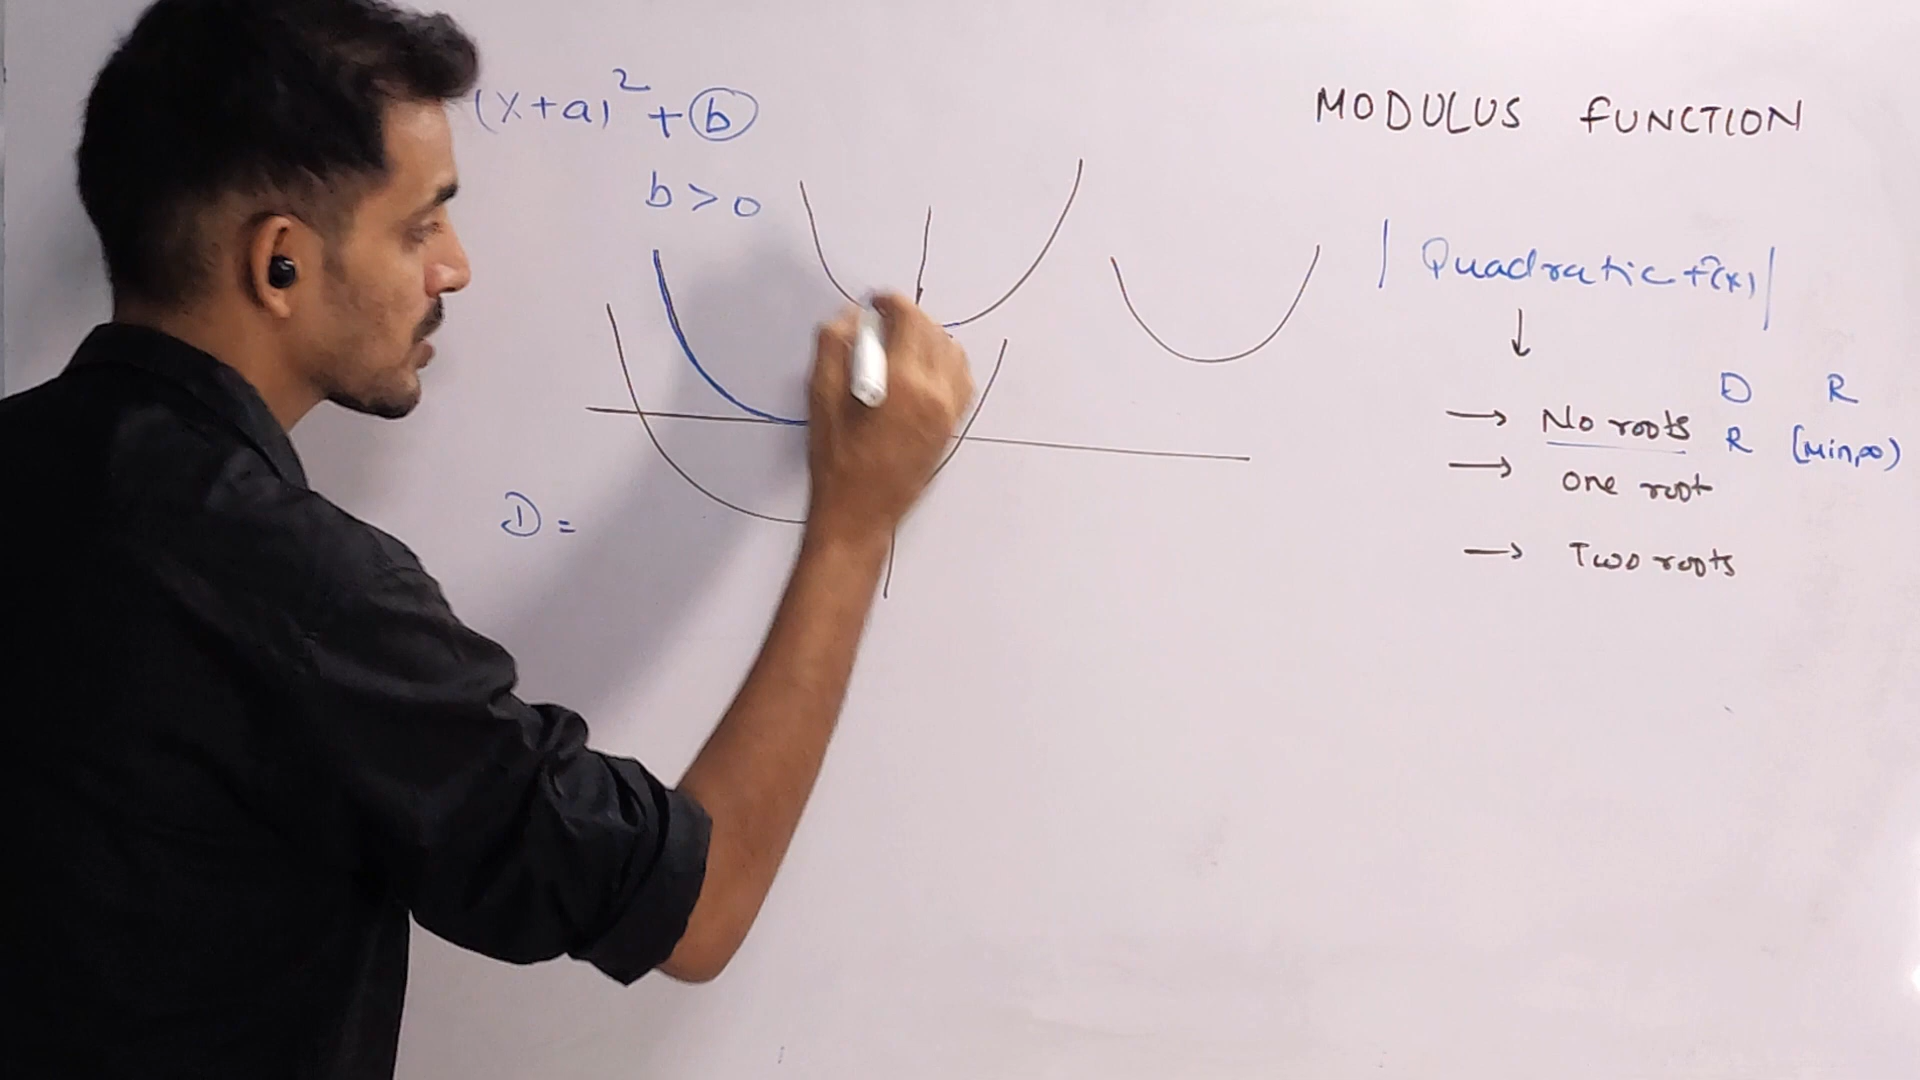 (x+a)² + b
b > 0
D =
MODULUS FUNCTION
| Quadratic f(x) |
↓
D R
→ No roots R [Min, ∞)
→ One root
→ Two roots